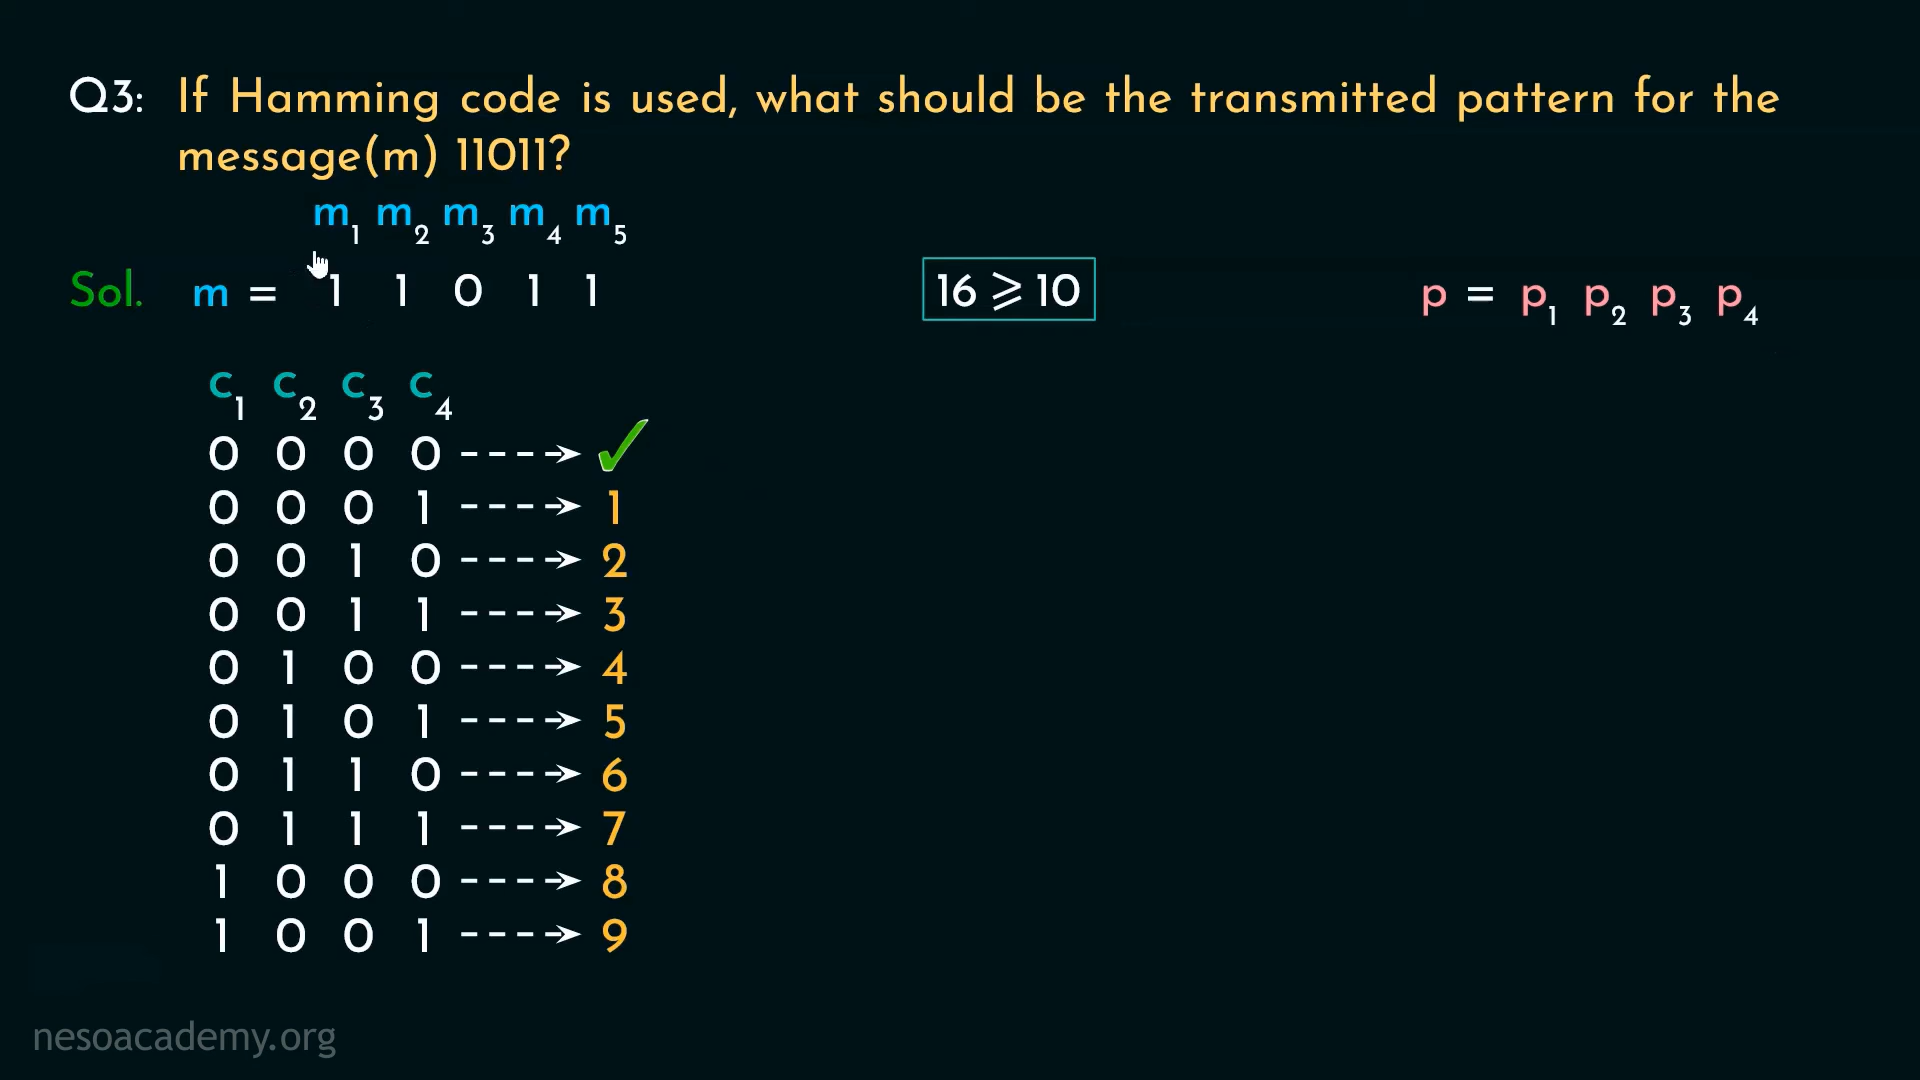 Q3: If Hamming code is used, what should be the transmitted pattern for the
message(m) 11011?
m₁ m₂ m₃ m₄ m₅
Sol. m = 1 1 0 1 1 16 ⩾ 10 p = p₁ p₂ p₃ p₄
c₁ c₂ c₃ c₄
0 0 0 0 ----> ✓
0 0 0 1 ----> 1
0 0 1 0 ----> 2
0 0 1 1 ----> 3
0 1 0 0 ----> 4
0 1 0 1 ----> 5
0 1 1 0 ----> 6
0 1 1 1 ----> 7
1 0 0 0 ----> 8
1 0 0 1 ----> 9
nesoacademy.org